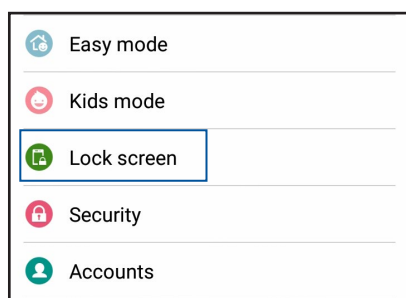 Easy mode
Kids mode
Lock screen
Security
Accounts